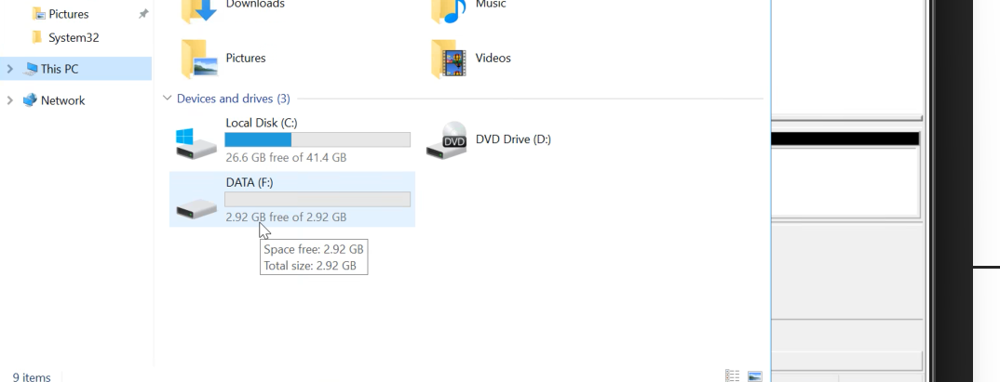 Downloads
Music
Pictures
System32
Pictures
Videos
This PC
Network
Devices and drives (3)
Local Disk (C:)
26.6 GB free of 41.4 GB
DVD
DVD Drive (D:)
DATA (F:)
2.92 GB free of 2.92 GB
Space free: 2.92 GB
Total size: 2.92 GB
9 items